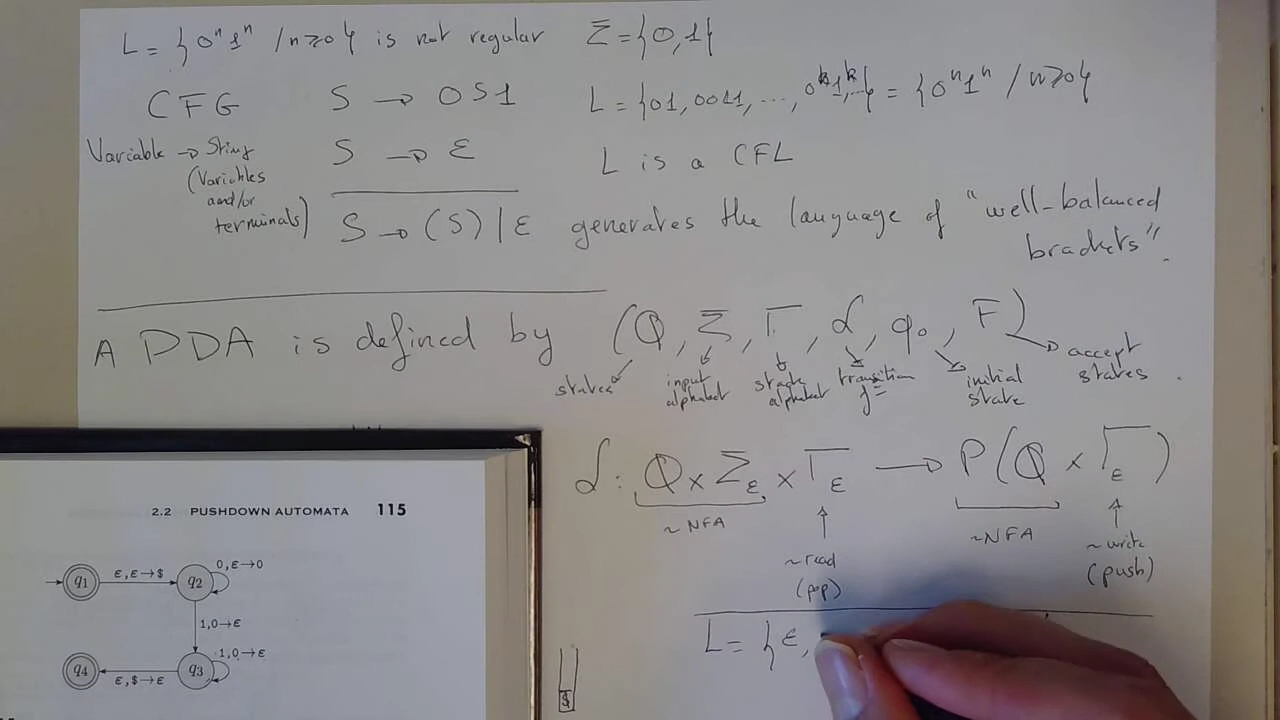 L = { 0ⁿ 1ⁿ / n ≥ 0 } is not regular Σ = {0, 1}
CFG S → 0S1 L = {01, 0011, ..., 0ᵏ1ᵏ, ...} = {0ⁿ1ⁿ / n ≥ 0}
Variable → String S → ε L is a CFL
(Variables
and/or
terminals) S → (S) | ε generates the language of "well-balanced
brackets".
A PDA is defined by (Q, Σ, Γ, δ, q₀, F)
states input alphabet stack alphabet transition initial state accept states.
δ: Q × Σε × Γε → P(Q × Γε)
~NFA ~read (pop) ~NFA ~write (push)
L = {ε,
$
2.2 PUSHDOWN AUTOMATA 115
q1 ε, ε→$ q2 0, ε→0
1, 0→ε
q4 ε, $→ε q3 1, 0→ε